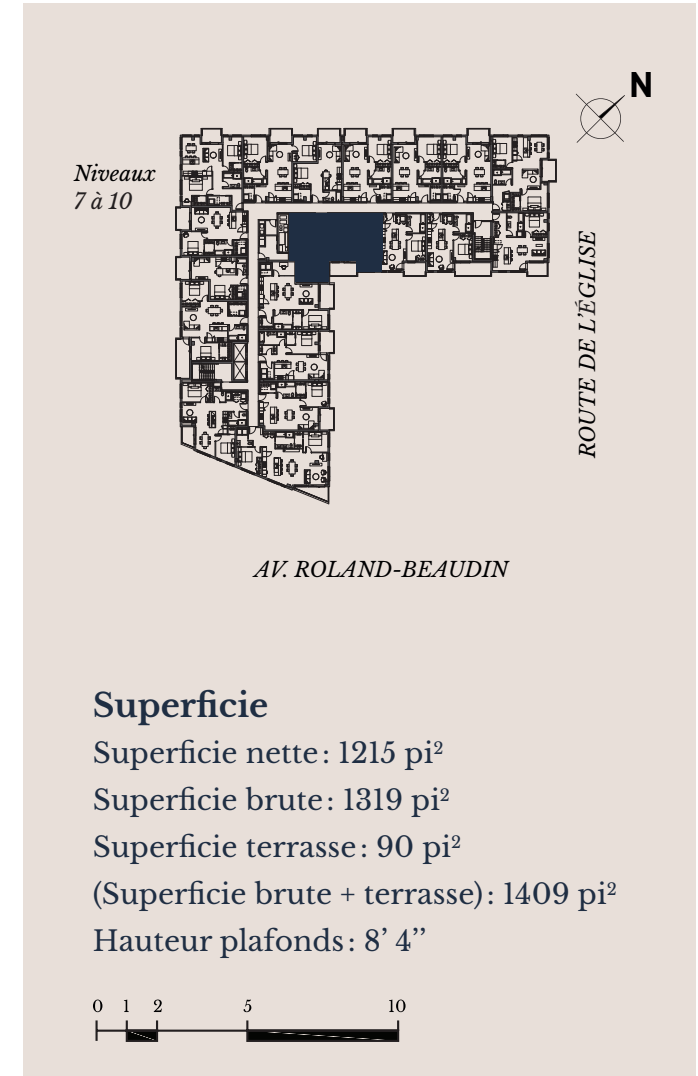 N
Niveaux
7 à 10
ROUTE DE L’ÉGLISE
AV. ROLAND-BEAUDIN
Superficie
Superficie nette : 1215 pi²
Superficie brute : 1319 pi²
Superficie terrasse : 90 pi²
(Superficie brute + terrasse) : 1409 pi²
Hauteur plafonds : 8’ 4’’
0 1 2 5 10